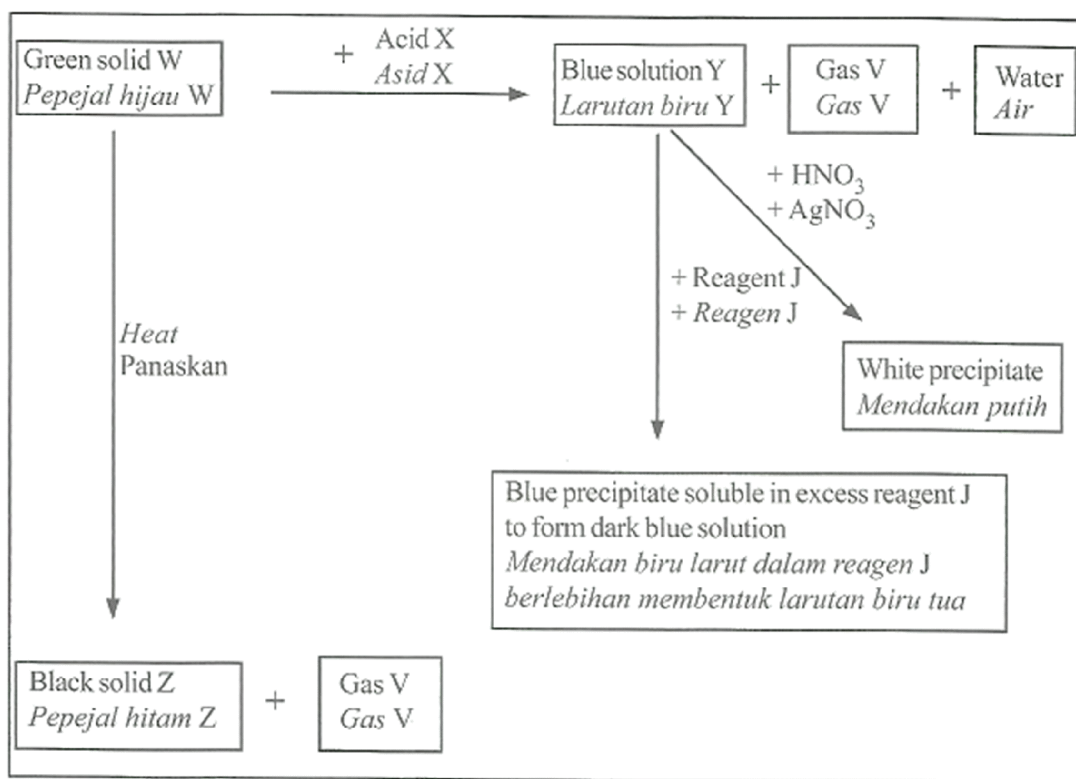 Green solid W
Pepejal hijau W
+
Acid X
Asid X
Blue solution Y
Larutan biru Y
+
Gas V
Gas V
+
Water
Air
+ HNO₃
+ AgNO₃
+ Reagent J
+ Reagen J
Heat
Panaskan
White precipitate
Mendakan putih
Blue precipitate soluble in excess reagent J
to form dark blue solution
Mendakan biru larut dalam reagen J
berlebihan membentuk larutan biru tua
Black solid Z
Pepejal hitam Z
+
Gas V
Gas V